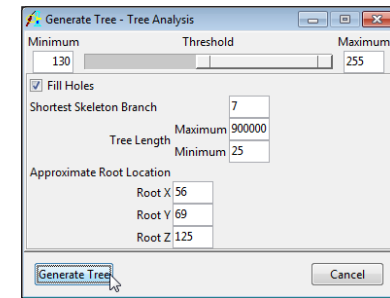 Generate Tree - Tree Analysis
Minimum Threshold Maximum
130 255
Fill Holes
Shortest Skeleton Branch 7
Tree Length Maximum 900000
Minimum 25
Approximate Root Location
Root X 56
Root Y 69
Root Z 125
Generate Tree Cancel